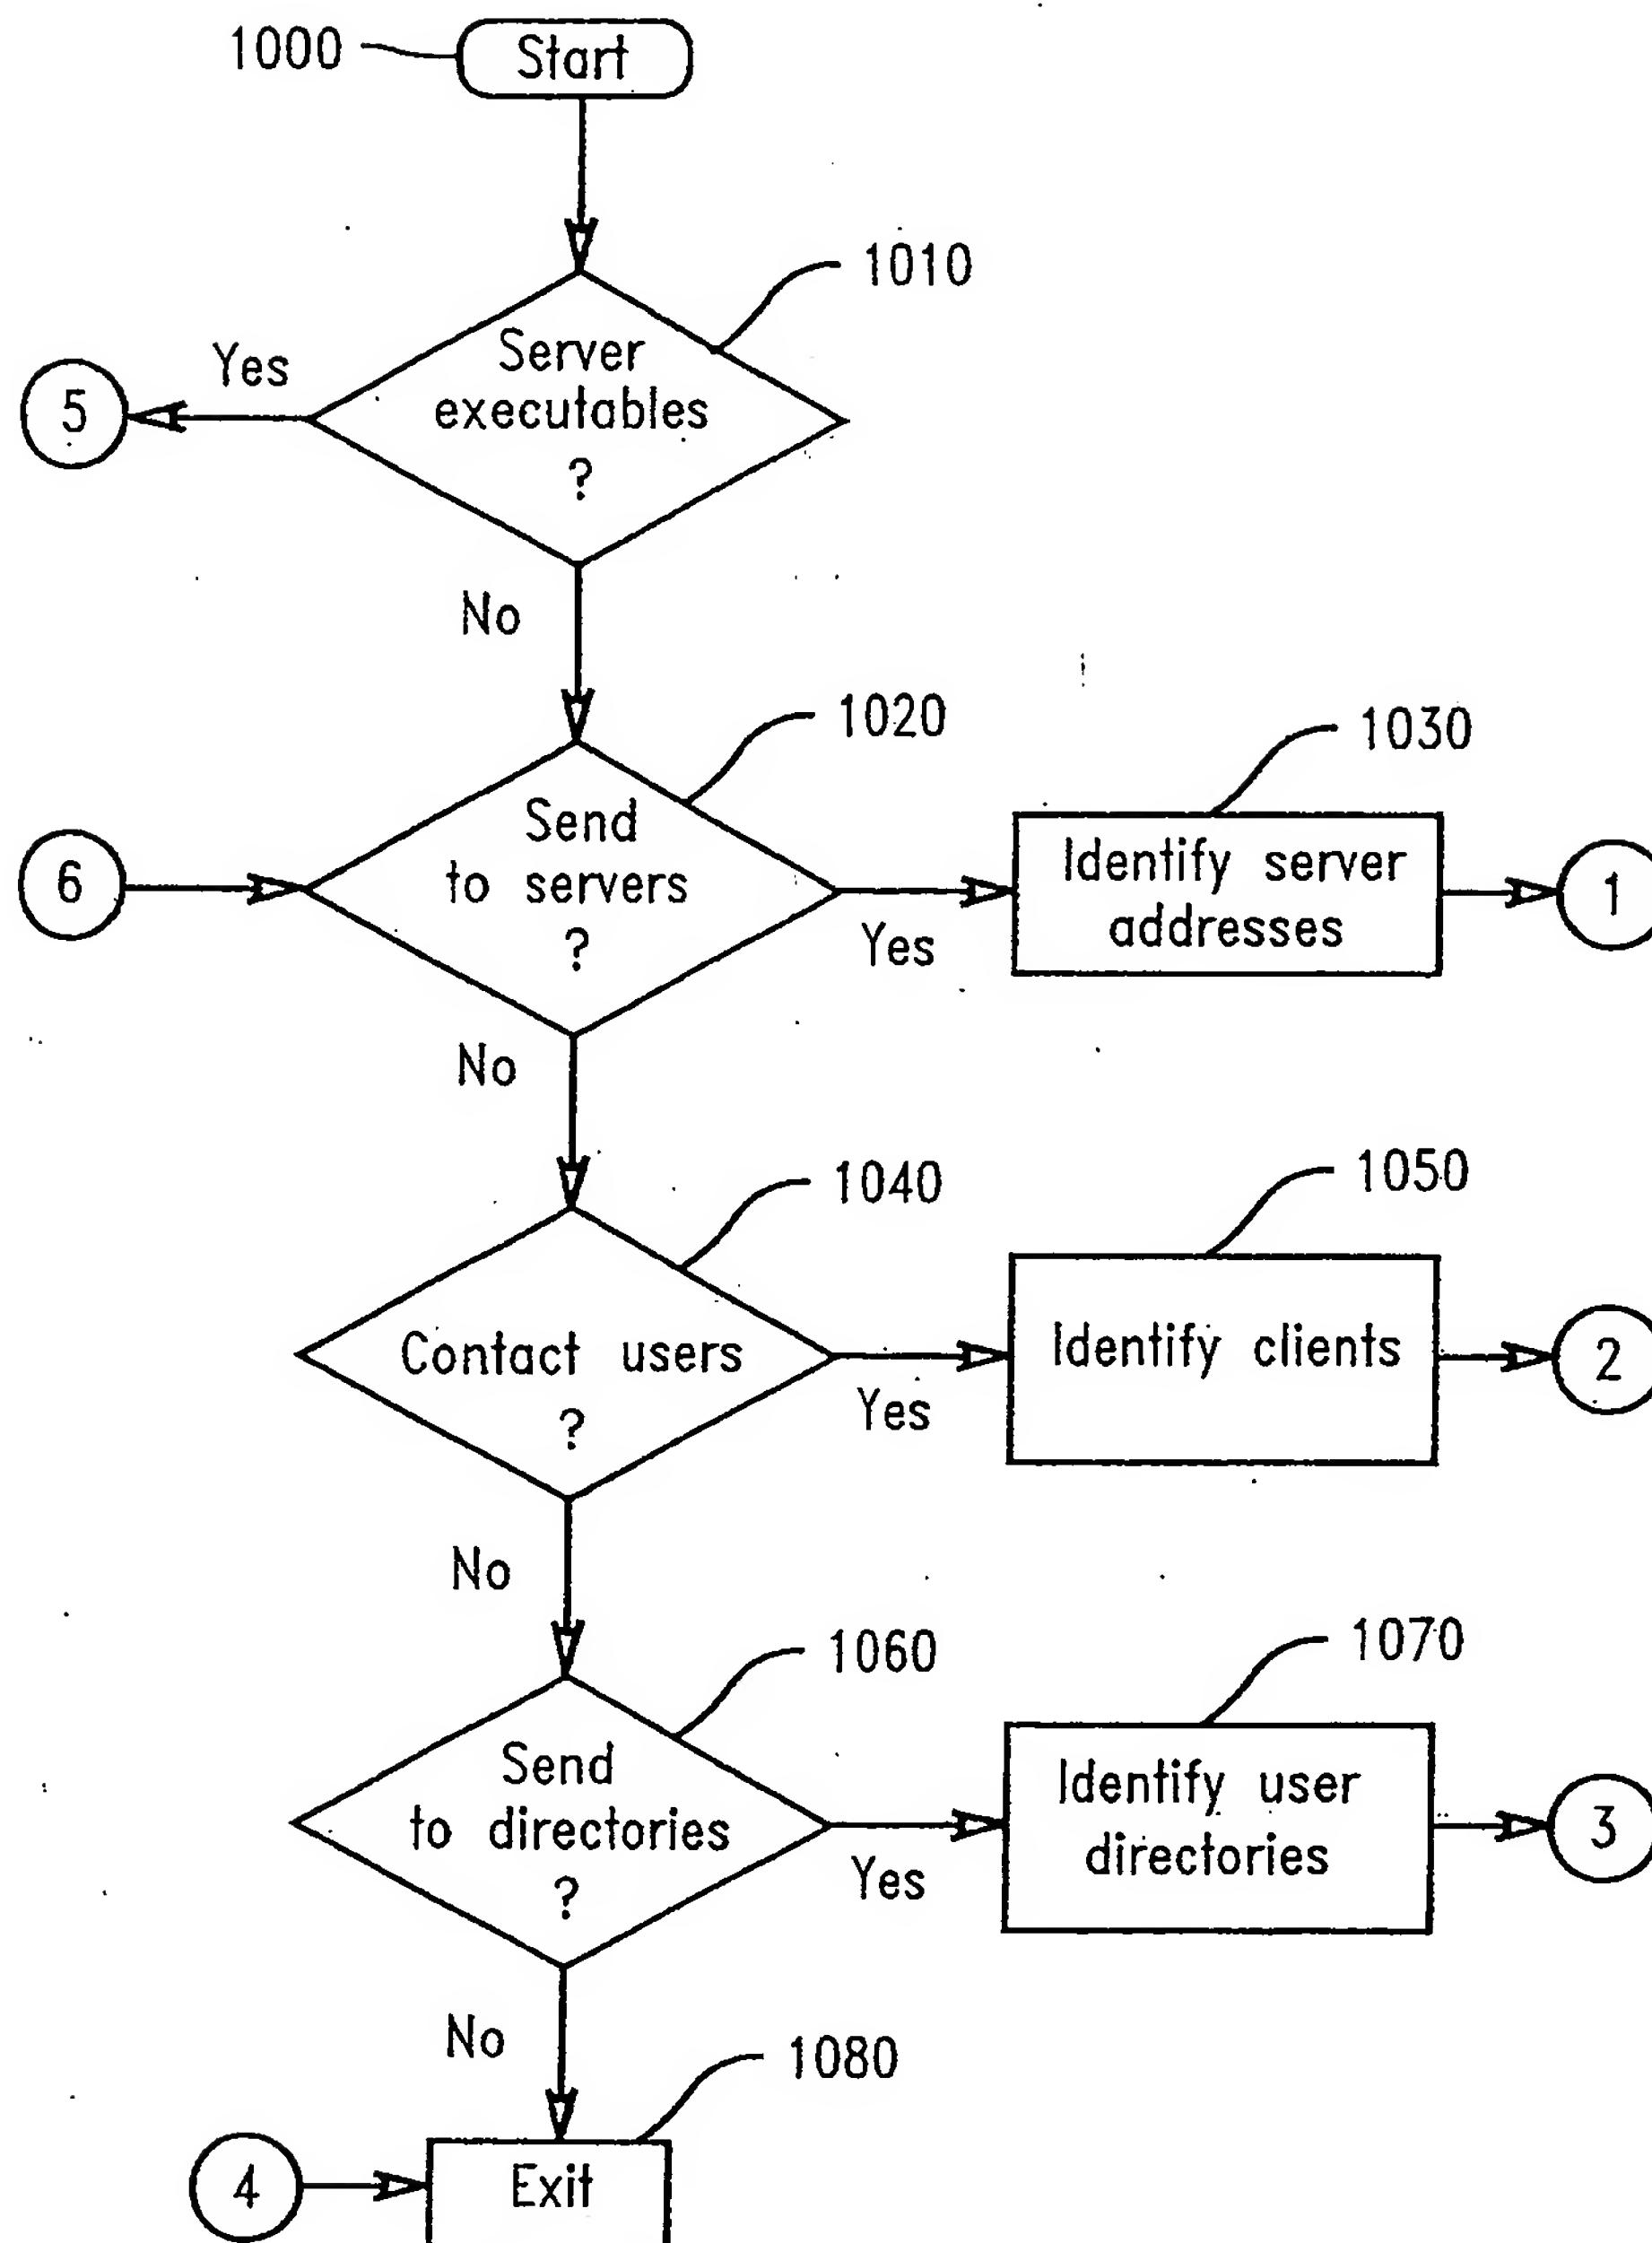 1000
Start
1010
Server
executables
?
Yes
5
No
1020
1030
Send
to servers
?
6
Yes
Identify server
addresses
1
No
1040
1050
Contact users
?
Yes
Identify clients
2
No
1060
1070
Send
to directories
?
Yes
Identify user
directories
3
No
1080
4
Exit